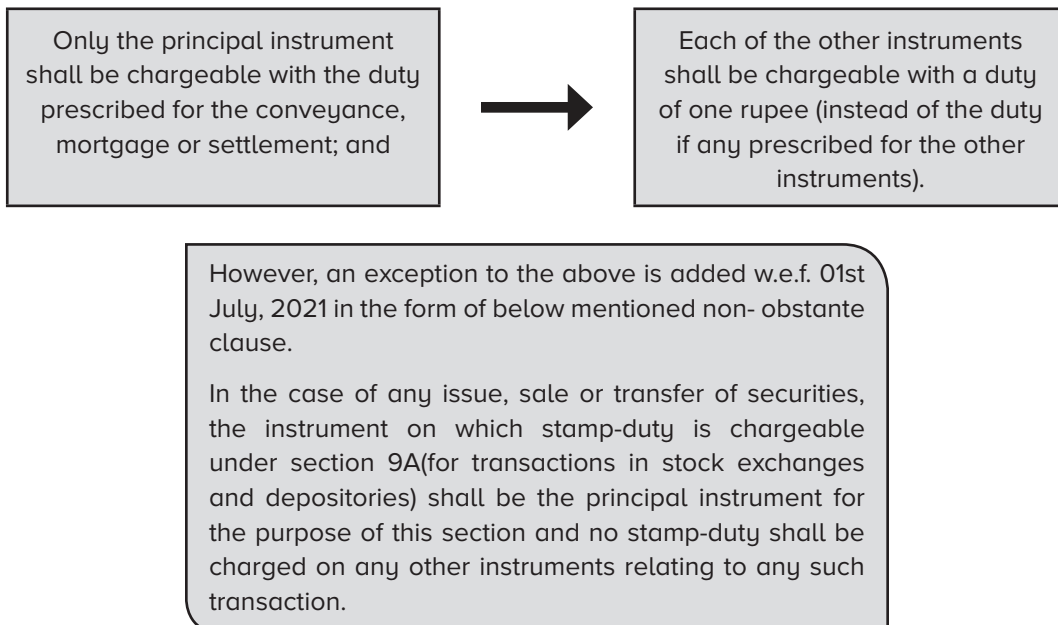 Only the principal instrument
shall be chargeable with the duty
prescribed for the conveyance,
mortgage or settlement; and
Each of the other instruments
shall be chargeable with a duty
of one rupee (instead of the duty
if any prescribed for the other
instruments).
However, an exception to the above is added w.e.f. 01st
July, 2021 in the form of below mentioned non- obstante
clause.
In the case of any issue, sale or transfer of securities,
the instrument on which stamp-duty is chargeable
under section 9A(for transactions in stock exchanges
and depositories) shall be the principal instrument for
the purpose of this section and no stamp-duty shall be
charged on any other instruments relating to any such
transaction.